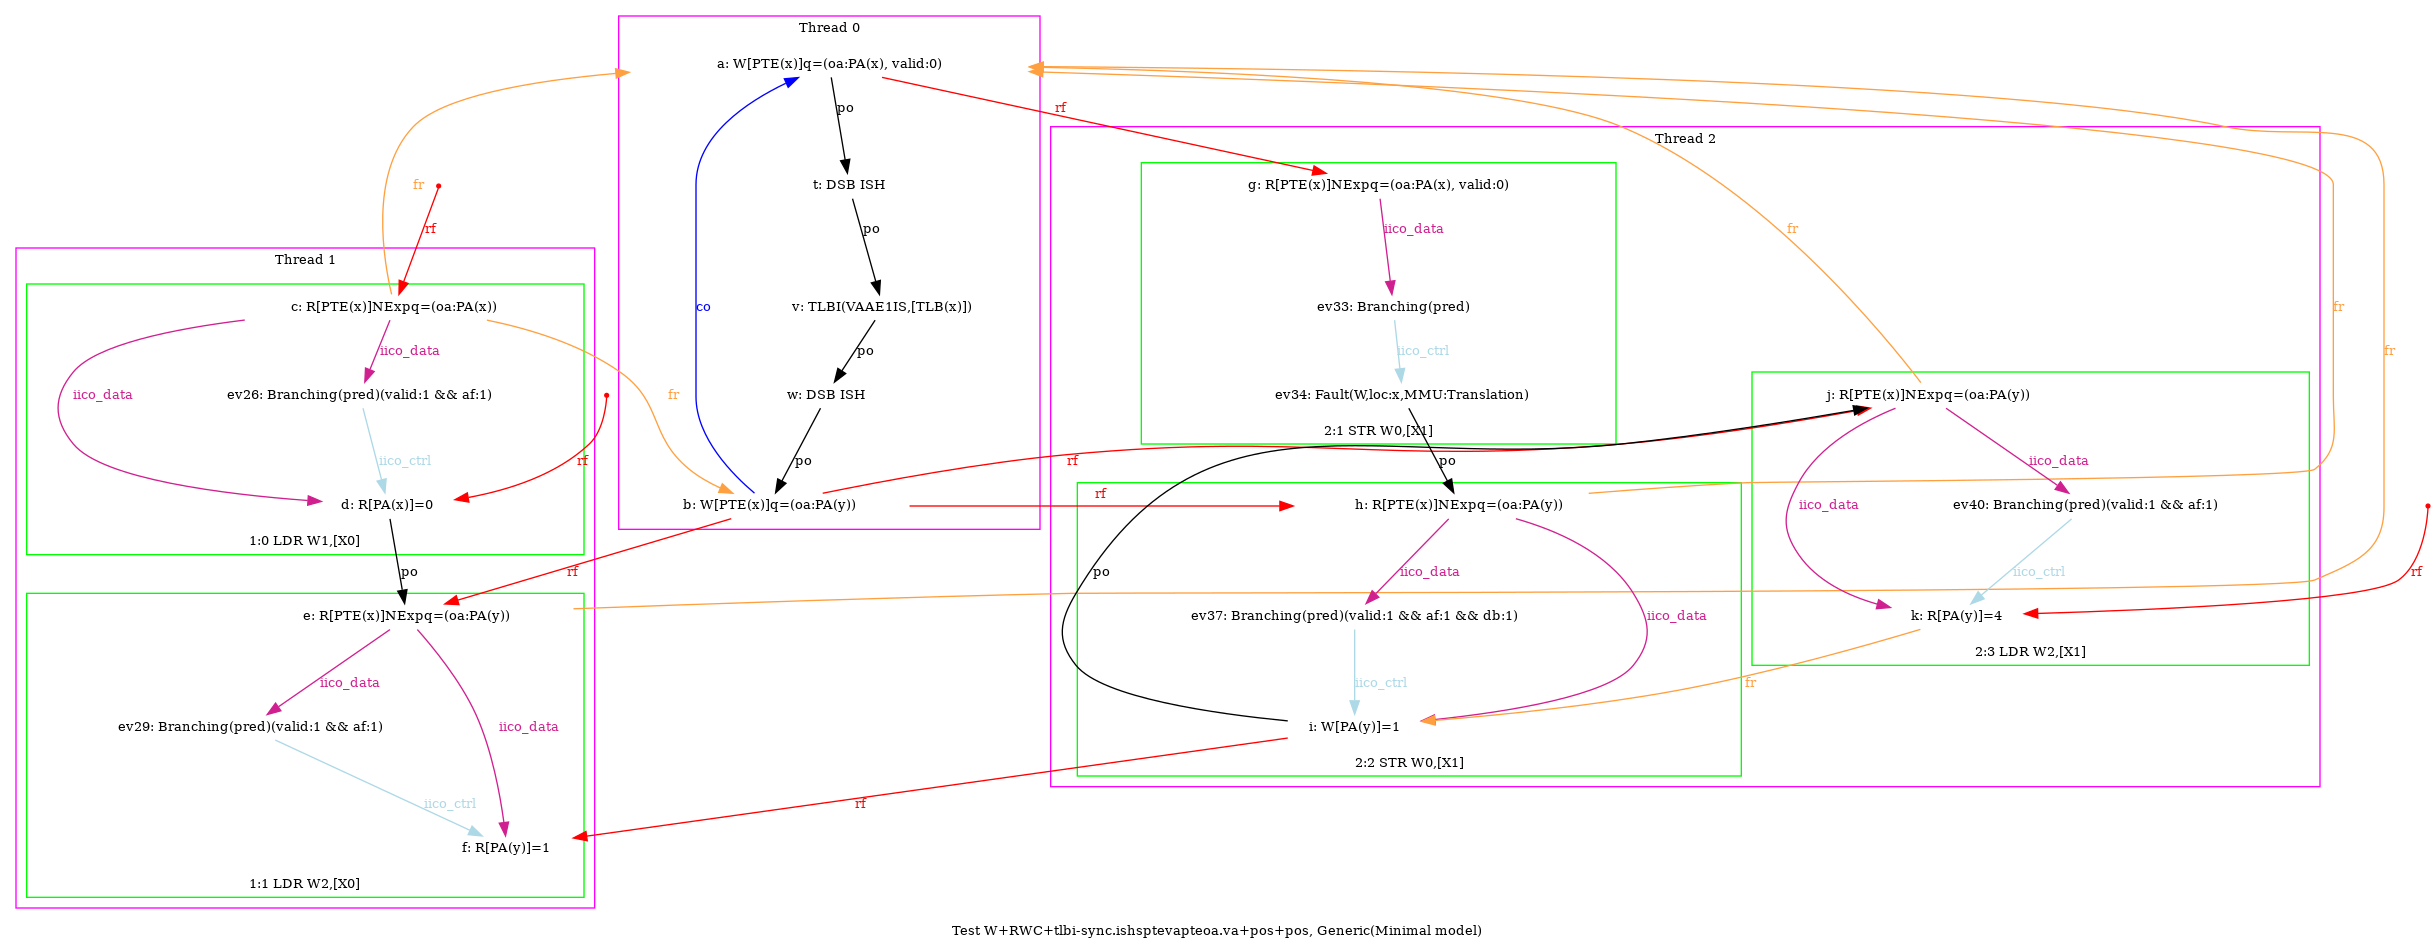 Thread 0
a: W[PTE(x)]q=(oa:PA(x), valid:0)
po
rf
t: DSB ISH
po
v: TLBI(VAAE1IS,[TLB(x)])
po
w: DSB ISH
po
b: W[PTE(x)]q=(oa:PA(y))
co
fr
rf
Thread 1
c: R[PTE(x)]NExpq=(oa:PA(x))
iico_data
iico_data
fr
ev26: Branching(pred)(valid:1 && af:1)
iico_ctrl
rf
d: R[PA(x)]=0
1:0 LDR W1,[X0]
po
rf
e: R[PTE(x)]NExpq=(oa:PA(y))
iico_data
iico_data
ev29: Branching(pred)(valid:1 && af:1)
iico_ctrl
f: R[PA(y)]=1
1:1 LDR W2,[X0]
Thread 2
g: R[PTE(x)]NExpq=(oa:PA(x), valid:0)
iico_data
ev33: Branching(pred)
iico_ctrl
ev34: Fault(W,loc:x,MMU:Translation)
2:1 STR W0,[X1]
po
rf
rf
h: R[PTE(x)]NExpq=(oa:PA(y))
po
iico_data
iico_data
ev37: Branching(pred)(valid:1 && af:1 && db:1)
iico_ctrl
i: W[PA(y)]=1
2:2 STR W0,[X1]
rf
fr
fr
fr
j: R[PTE(x)]NExpq=(oa:PA(y))
iico_data
iico_data
ev40: Branching(pred)(valid:1 && af:1)
iico_ctrl
rf
k: R[PA(y)]=4
2:3 LDR W2,[X1]
fr
Test W+RWC+tlbi-sync.ishsptevapteoa.va+pos+pos, Generic(Minimal model)